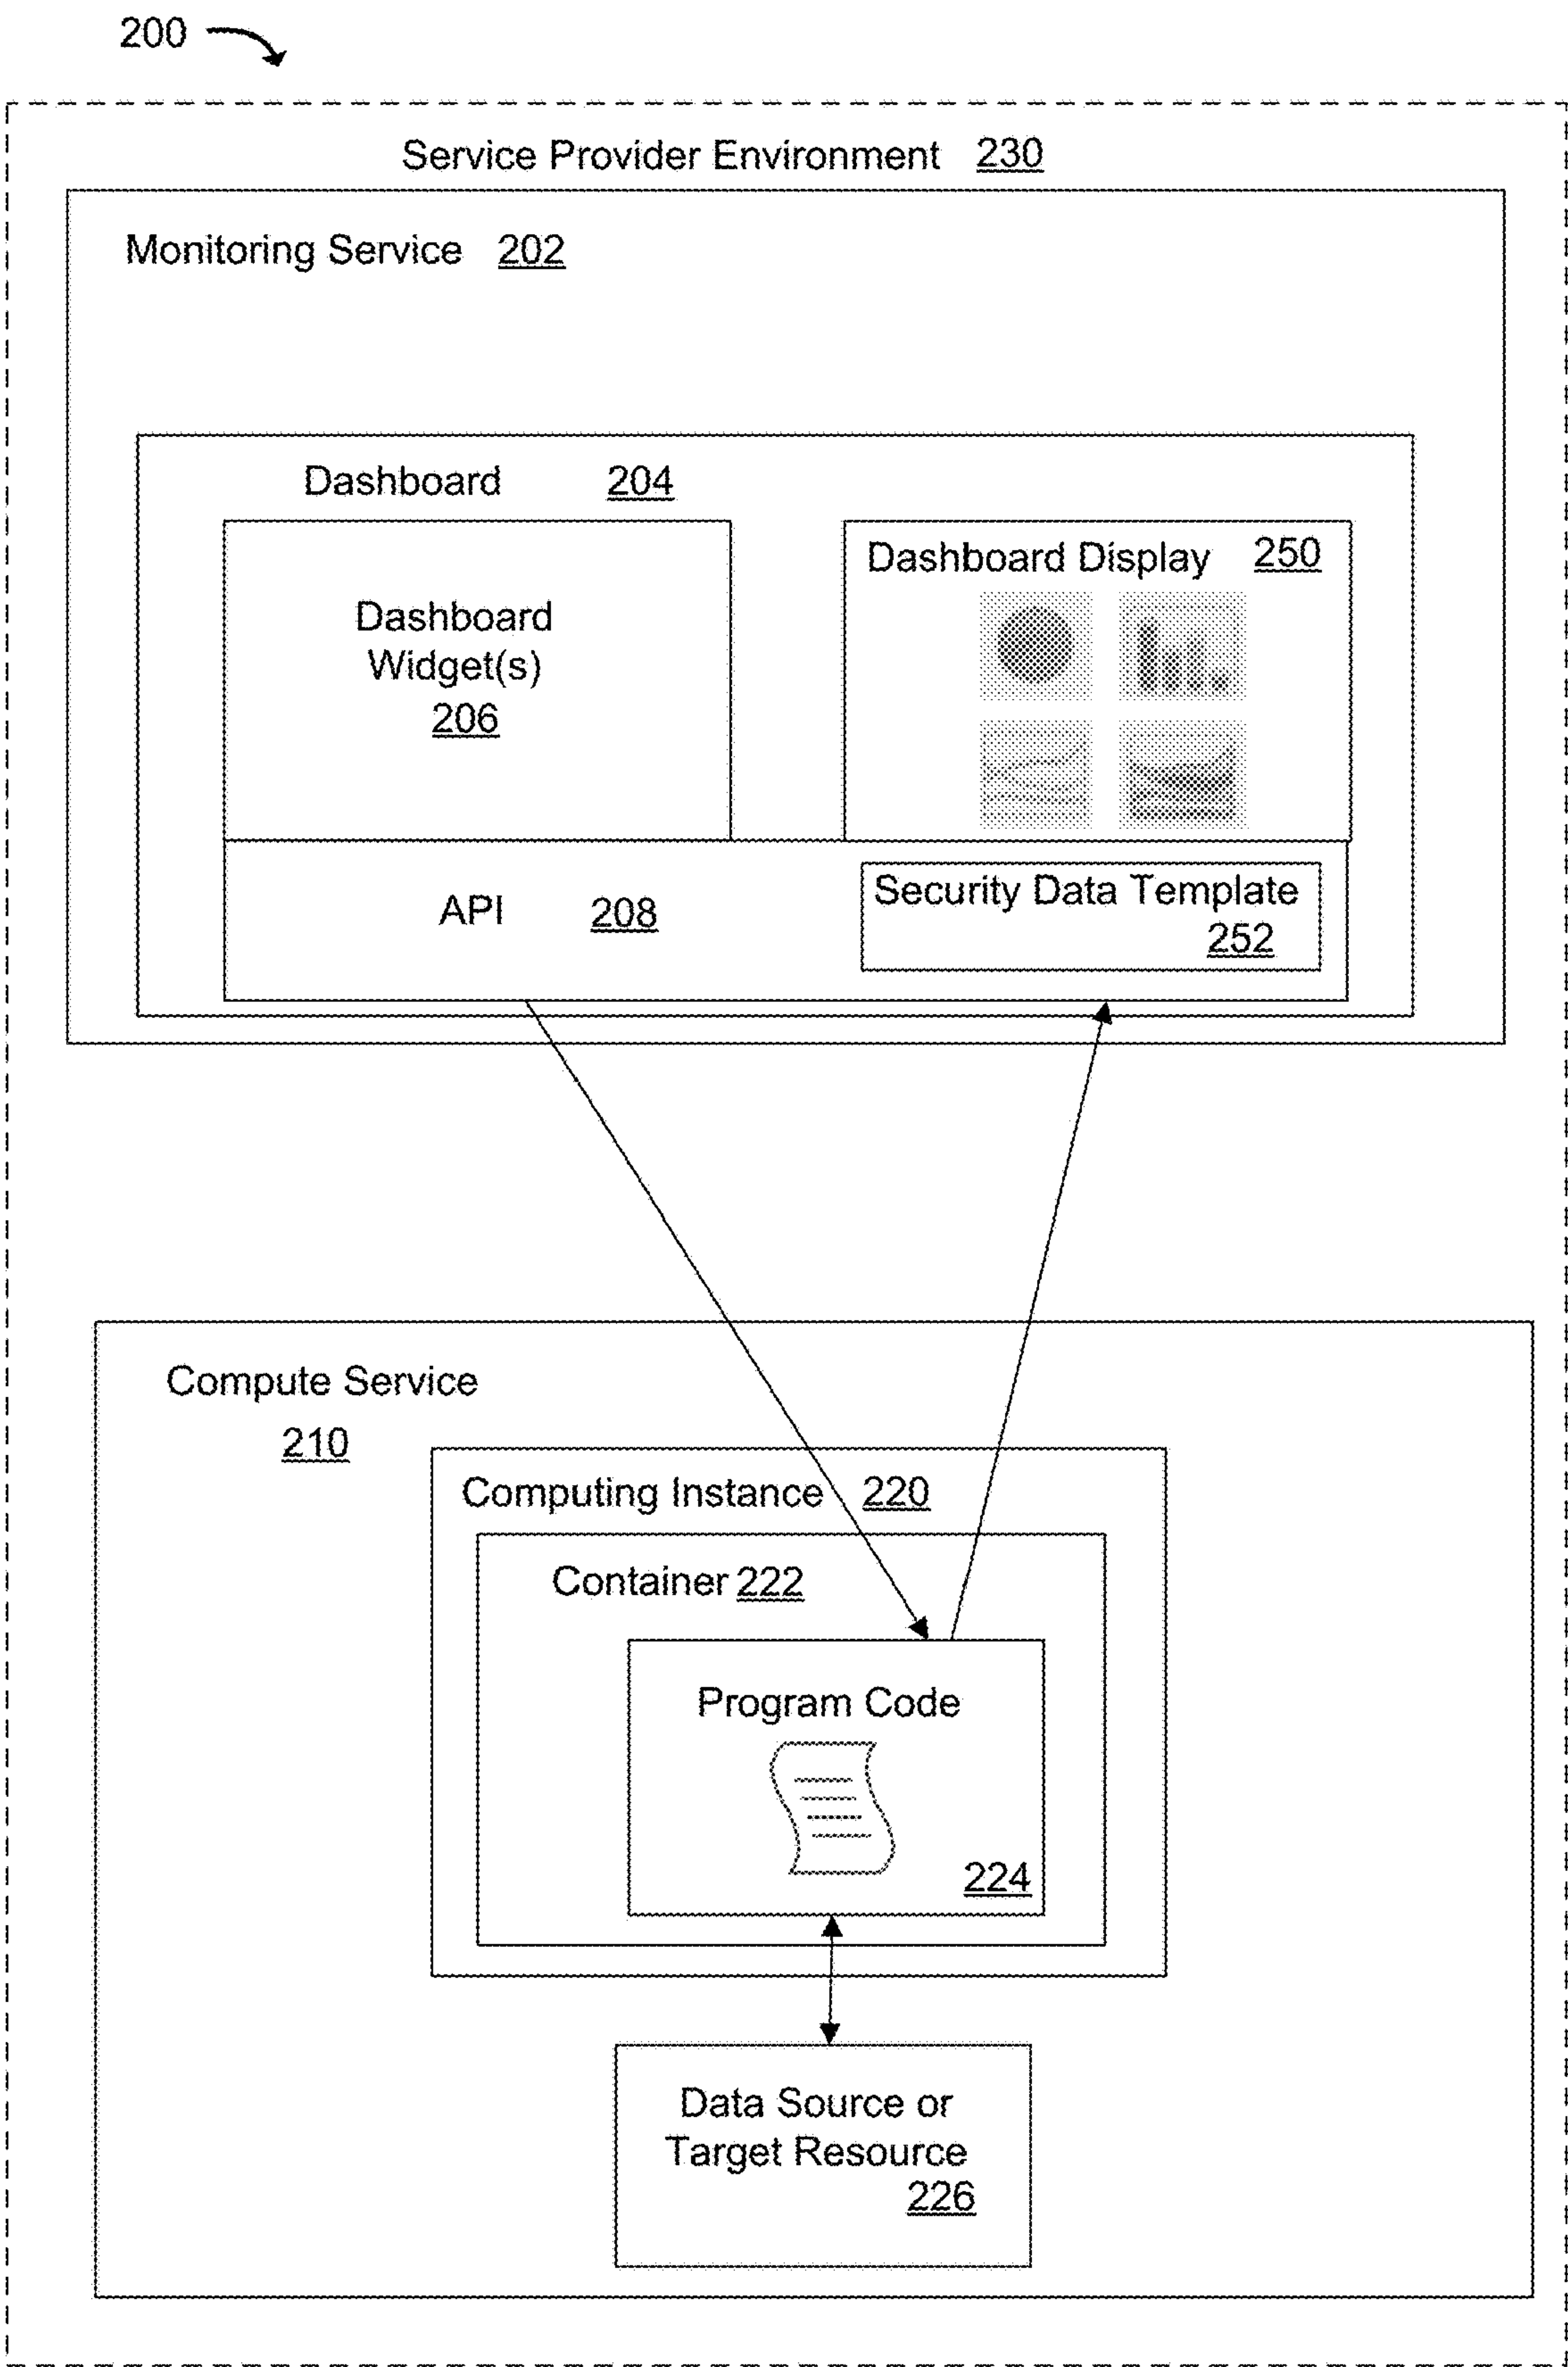 200
Service Provider Environment 230
Monitoring Service 202
Dashboard 204
Dashboard
Widget(s)
206
Dashboard Display 250
API 208
Security Data Template
252
Compute Service
210
Computing Instance 220
Container 222
Program Code
224
Data Source or
Target Resource
226